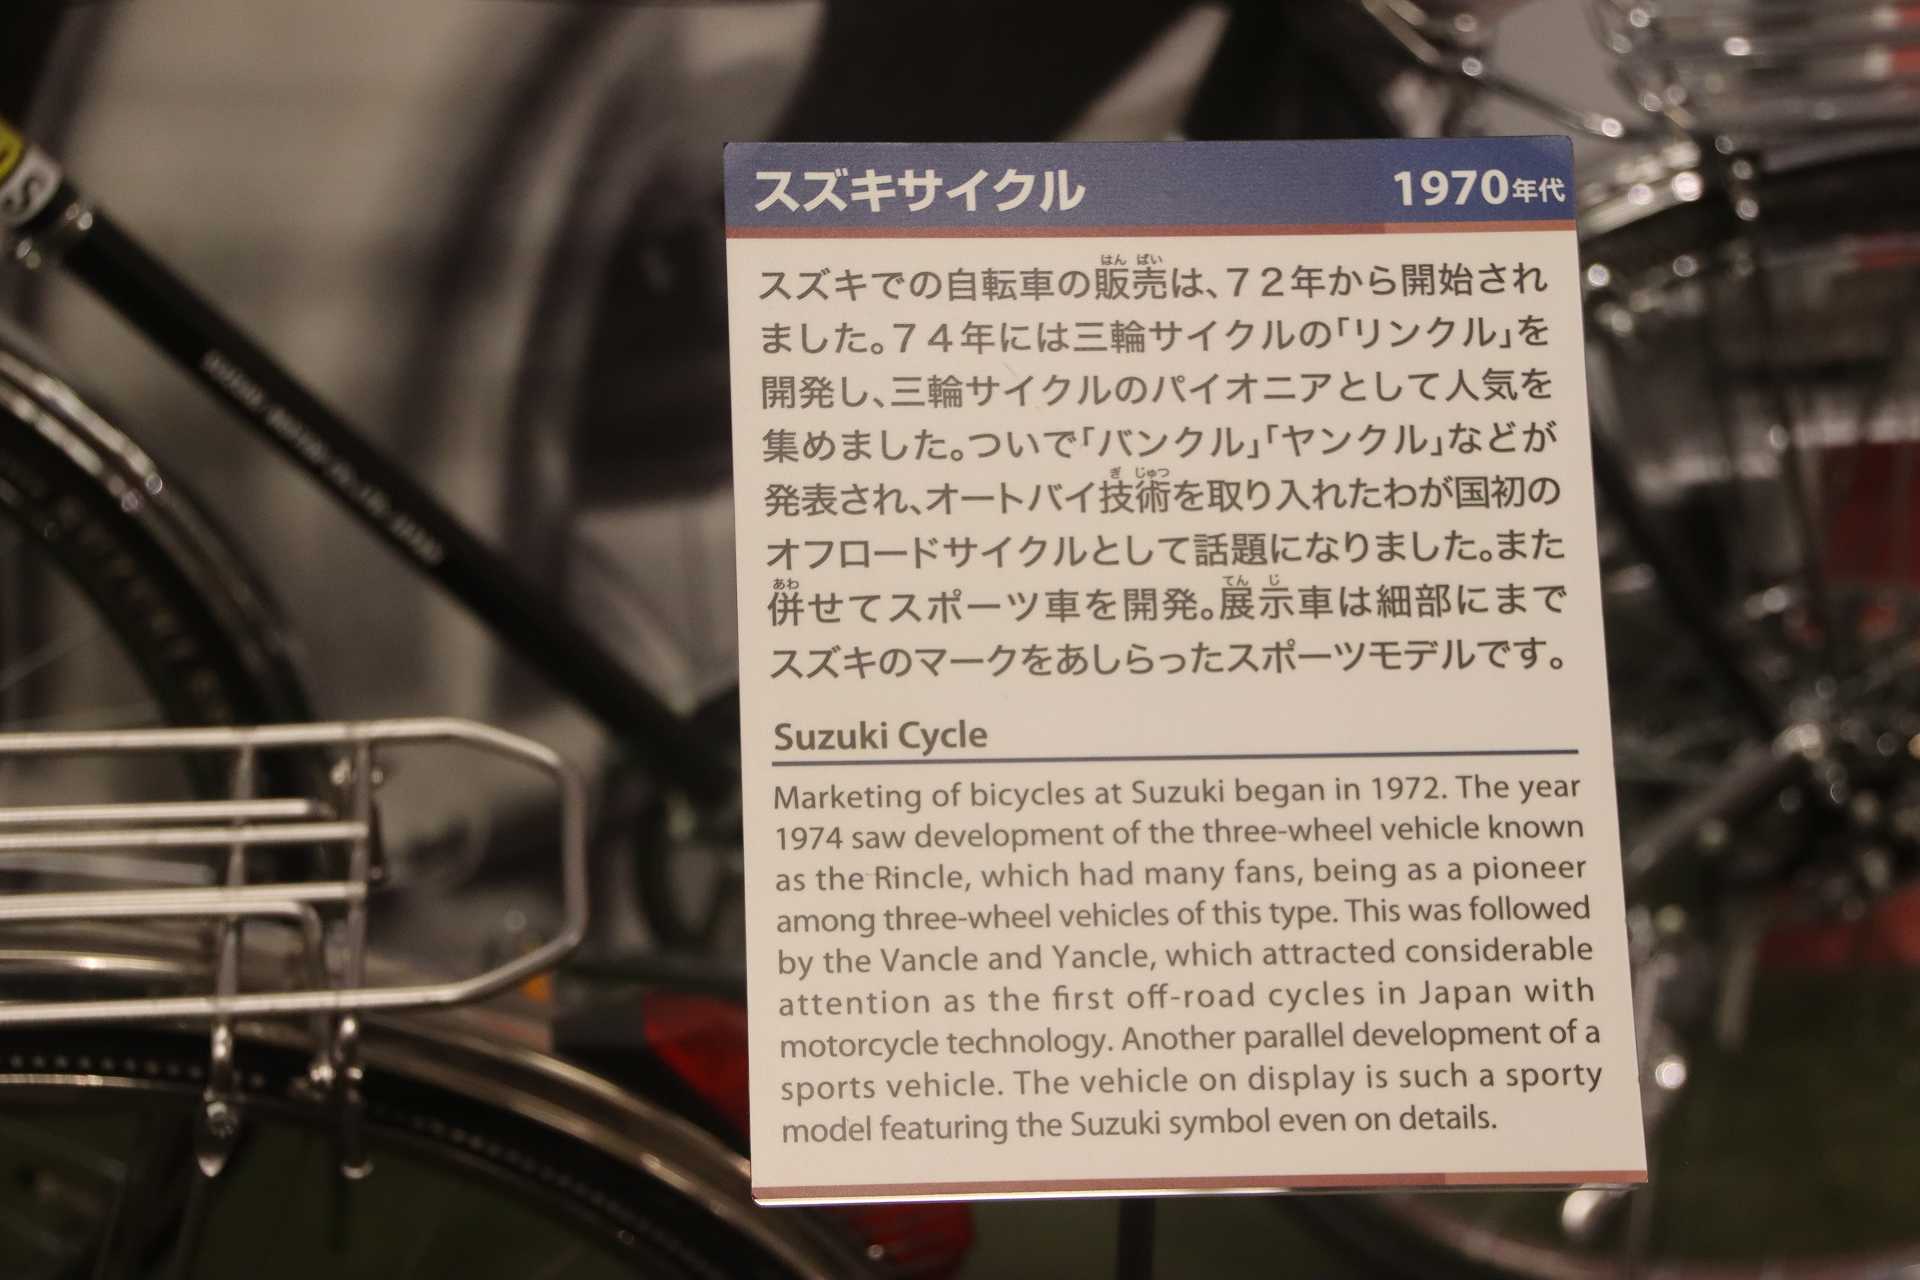 スズキサイクル 1970年代
スズキでの自転車の販売は、72年から開始され
ました。74年には三輪サイクルの「リンクル」を
開発し、三輪サイクルのパイオニアとして人気を
集めました。ついで「バンクル」「ヤンクル」などが
発表され、オートバイ技術を取り入れたわが国初の
オフロードサイクルとして話題になりました。また
併せてスポーツ車を開発。展示車は細部にまで
スズキのマークをあしらったスポーツモデルです。
Suzuki Cycle
Marketing of bicycles at Suzuki began in 1972. The year
1974 saw development of the three-wheel vehicle known
as the Rincle, which had many fans, being as a pioneer
among three-wheel vehicles of this type. This was followed
by the Vancle and Yancle, which attracted considerable
attention as the first off-road cycles in Japan with
motorcycle technology. Another parallel development of a
sports vehicle. The vehicle on display is such a sporty
model featuring the Suzuki symbol even on details.